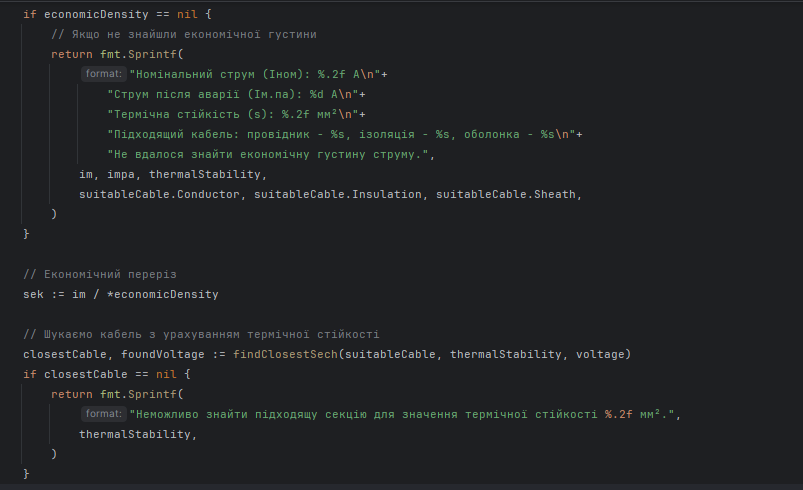 if economicDensity == nil {
// Якщо не знайшли економічної густини
return fmt.Sprintf(
format: "Номінальний струм (Iном): %.2f А\n"+
"Струм після аварії (Iм.па): %d А\n"+
"Термічна стійкість (s): %.2f мм²\n"+
"Підходящий кабель: провідник - %s, ізоляція - %s, оболонка - %s\n"+
"Не вдалося знайти економічну густину струму.",
im, impa, thermalStability,
suitableCable.Conductor, suitableCable.Insulation, suitableCable.Sheath,
)
}
// Економічний переріз
sek := im / *economicDensity
// Шукаємо кабель з урахуванням термічної стійкості
closestCable, foundVoltage := findClosestSech(suitableCable, thermalStability, voltage)
if closestCable == nil {
return fmt.Sprintf(
format: "Неможливо знайти підходящу секцію для значення термічної стійкості %.2f мм².",
thermalStability,
)
}